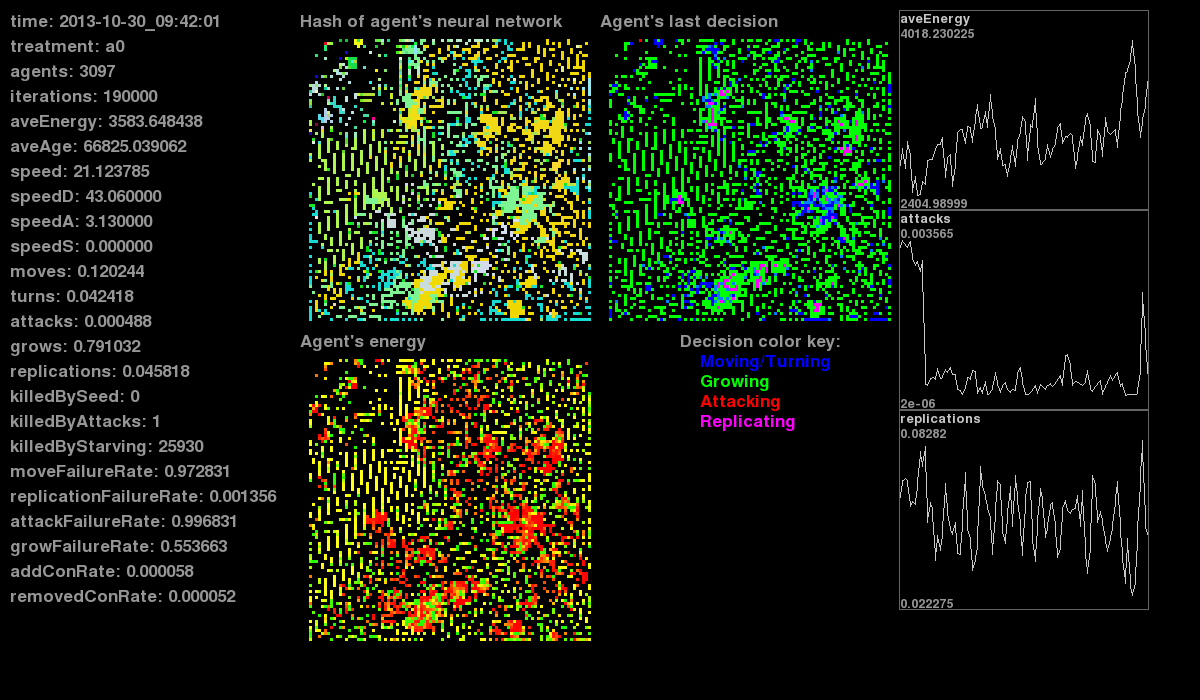 time: 2013-10-30_09:42:01
treatment: a0
agents: 3097
iterations: 190000
aveEnergy: 3583.648438
aveAge: 66825.039062
speed: 21.123785
speedD: 43.060000
speedA: 3.130000
speedS: 0.000000
moves: 0.120244
turns: 0.042418
attacks: 0.000488
grows: 0.791032
replications: 0.045818
killedBySeed: 0
killedByAttacks: 1
killedByStarving: 25930
moveFailureRate: 0.972831
replicationFailureRate: 0.001356
attackFailureRate: 0.996831
growFailureRate: 0.553663
addConRate: 0.000058
removedConRate: 0.000052
Hash of agent's neural network
Agent's last decision
Agent's energy
Decision color key:
Moving/Turning
Growing
Attacking
Replicating
aveEnergy
4018.230225
2404.98999
attacks
0.003565
2e-06
replications
0.08282
0.022275